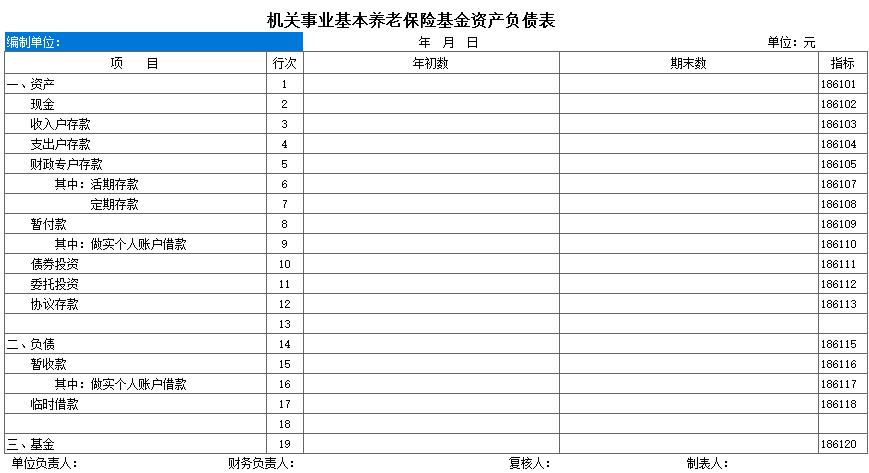 机关事业基本养老保险基金资产负债表
编制单位： 年 月 日 单位：元
项 目 行次 年初数 期末数 指标
一、资产 1 186101
现金 2 186102
收入户存款 3 186103
支出户存款 4 186104
财政专户存款 5 186105
其中：活期存款 6 186107
定期存款 7 186108
暂付款 8 186109
其中：做实个人账户借款 9 186110
债券投资 10 186111
委托投资 11 186112
协议存款 12 186113
13
二、负债 14 186115
暂收款 15 186116
其中：做实个人账户借款 16 186117
临时借款 17 186118
18
三、基金 19 186120
单位负责人： 财务负责人： 复核人： 制表人：